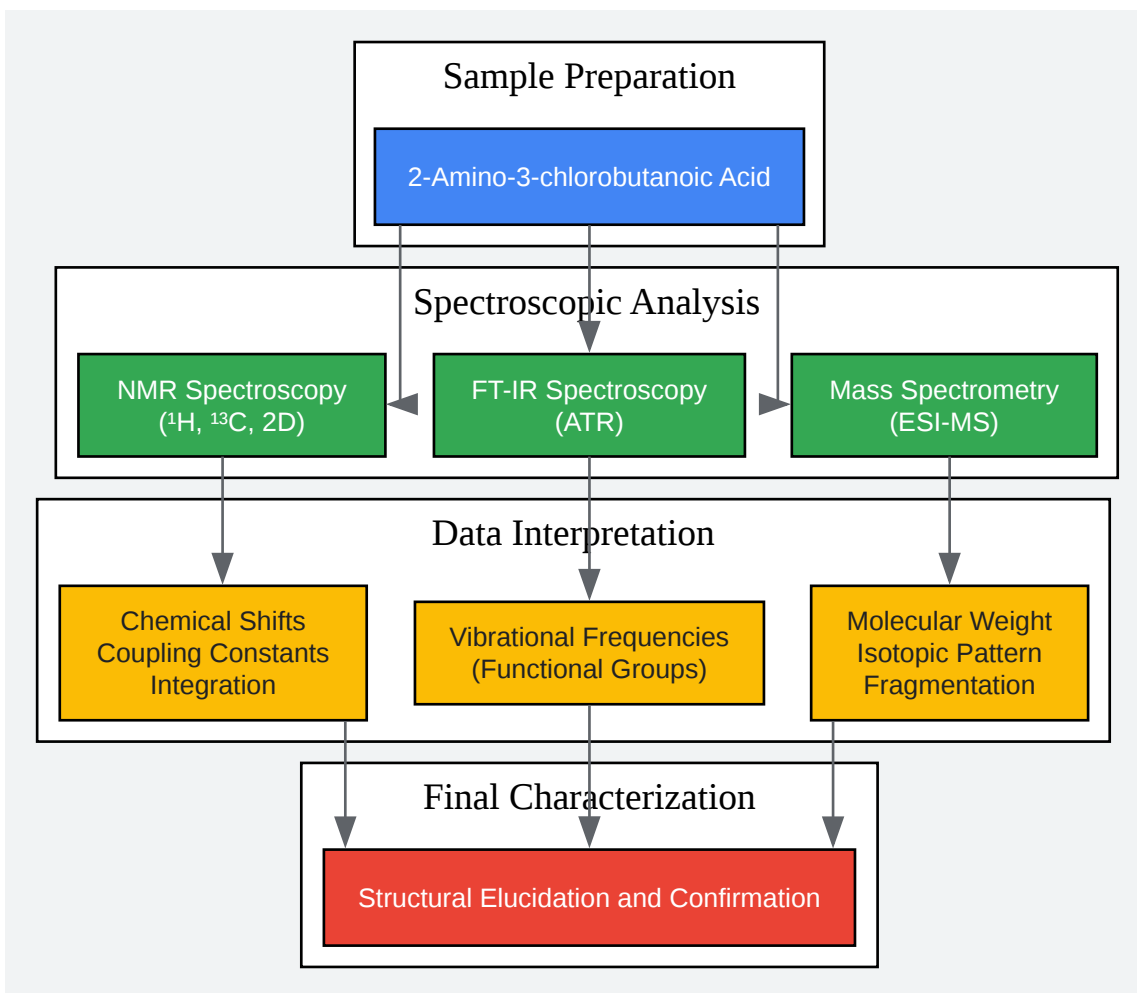 Sample Preparation
2-Amino-3-chlorobutanoic Acid
Spectroscopic Analysis
NMR Spectroscopy
(¹H, ¹³C, 2D)
FT-IR Spectroscopy
(ATR)
Mass Spectrometry
(ESI-MS)
Data Interpretation
Chemical Shifts
Coupling Constants
Integration
Vibrational Frequencies
(Functional Groups)
Molecular Weight
Isotopic Pattern
Fragmentation
Final Characterization
Structural Elucidation and Confirmation